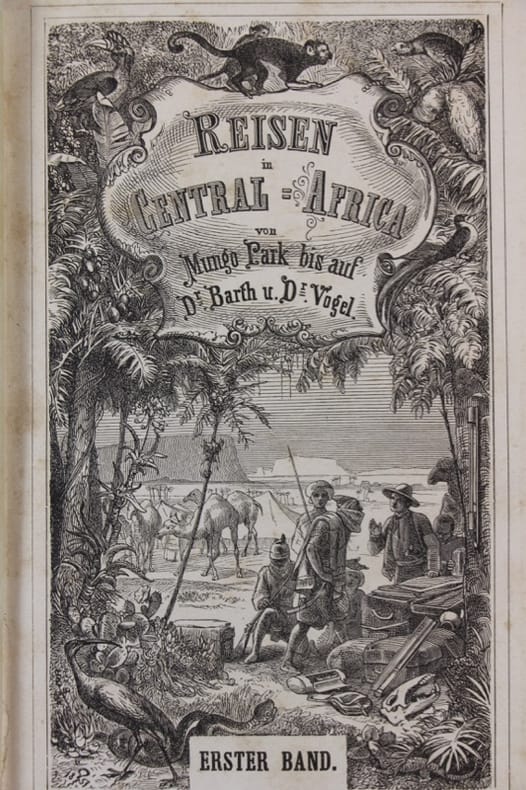 REISEN
in
CENTRAL = AFRICA
von
Mungo Park bis auf
Dr Barth u. Dr Vogel.
ERSTER BAND.